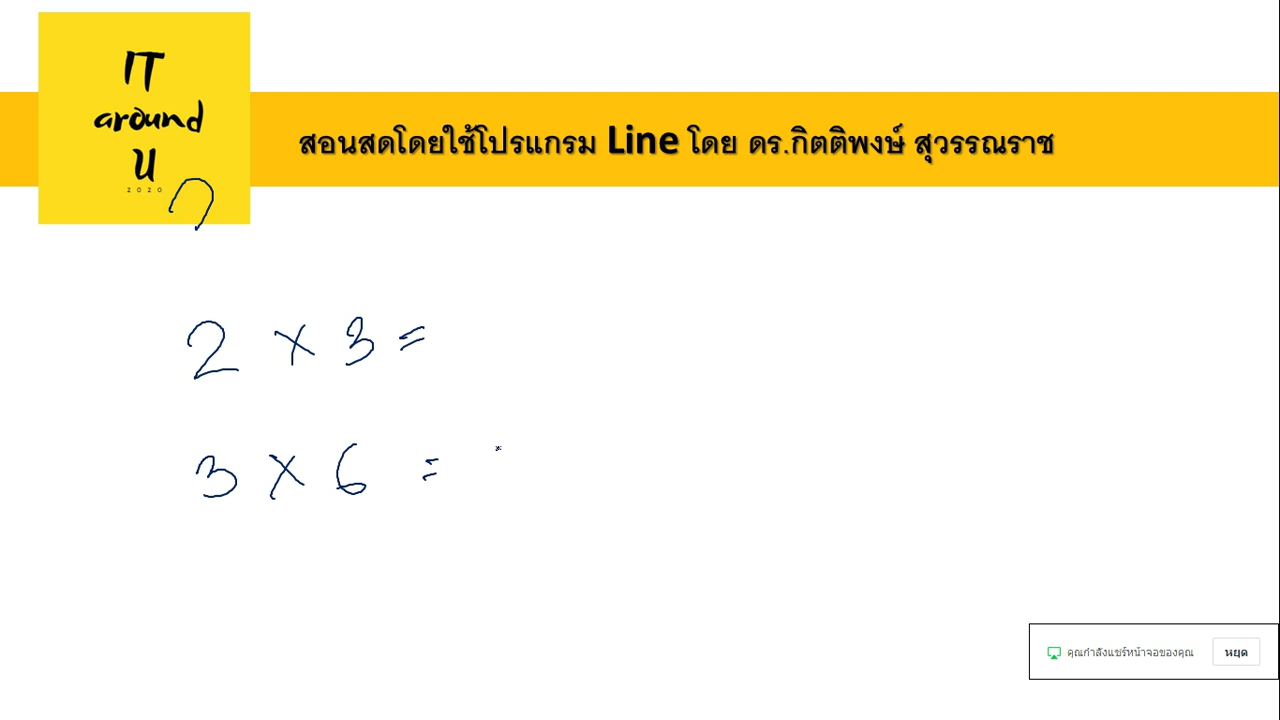 IT
around
U
2020
สอนสดโดยใช้โปรแกรม Line โดย ดร.กิตติพงษ์ สุวรรณราช
2 × 3 =
3 × 6 =
คุณกำลังแชร์หน้าจอของคุณ
หยุด